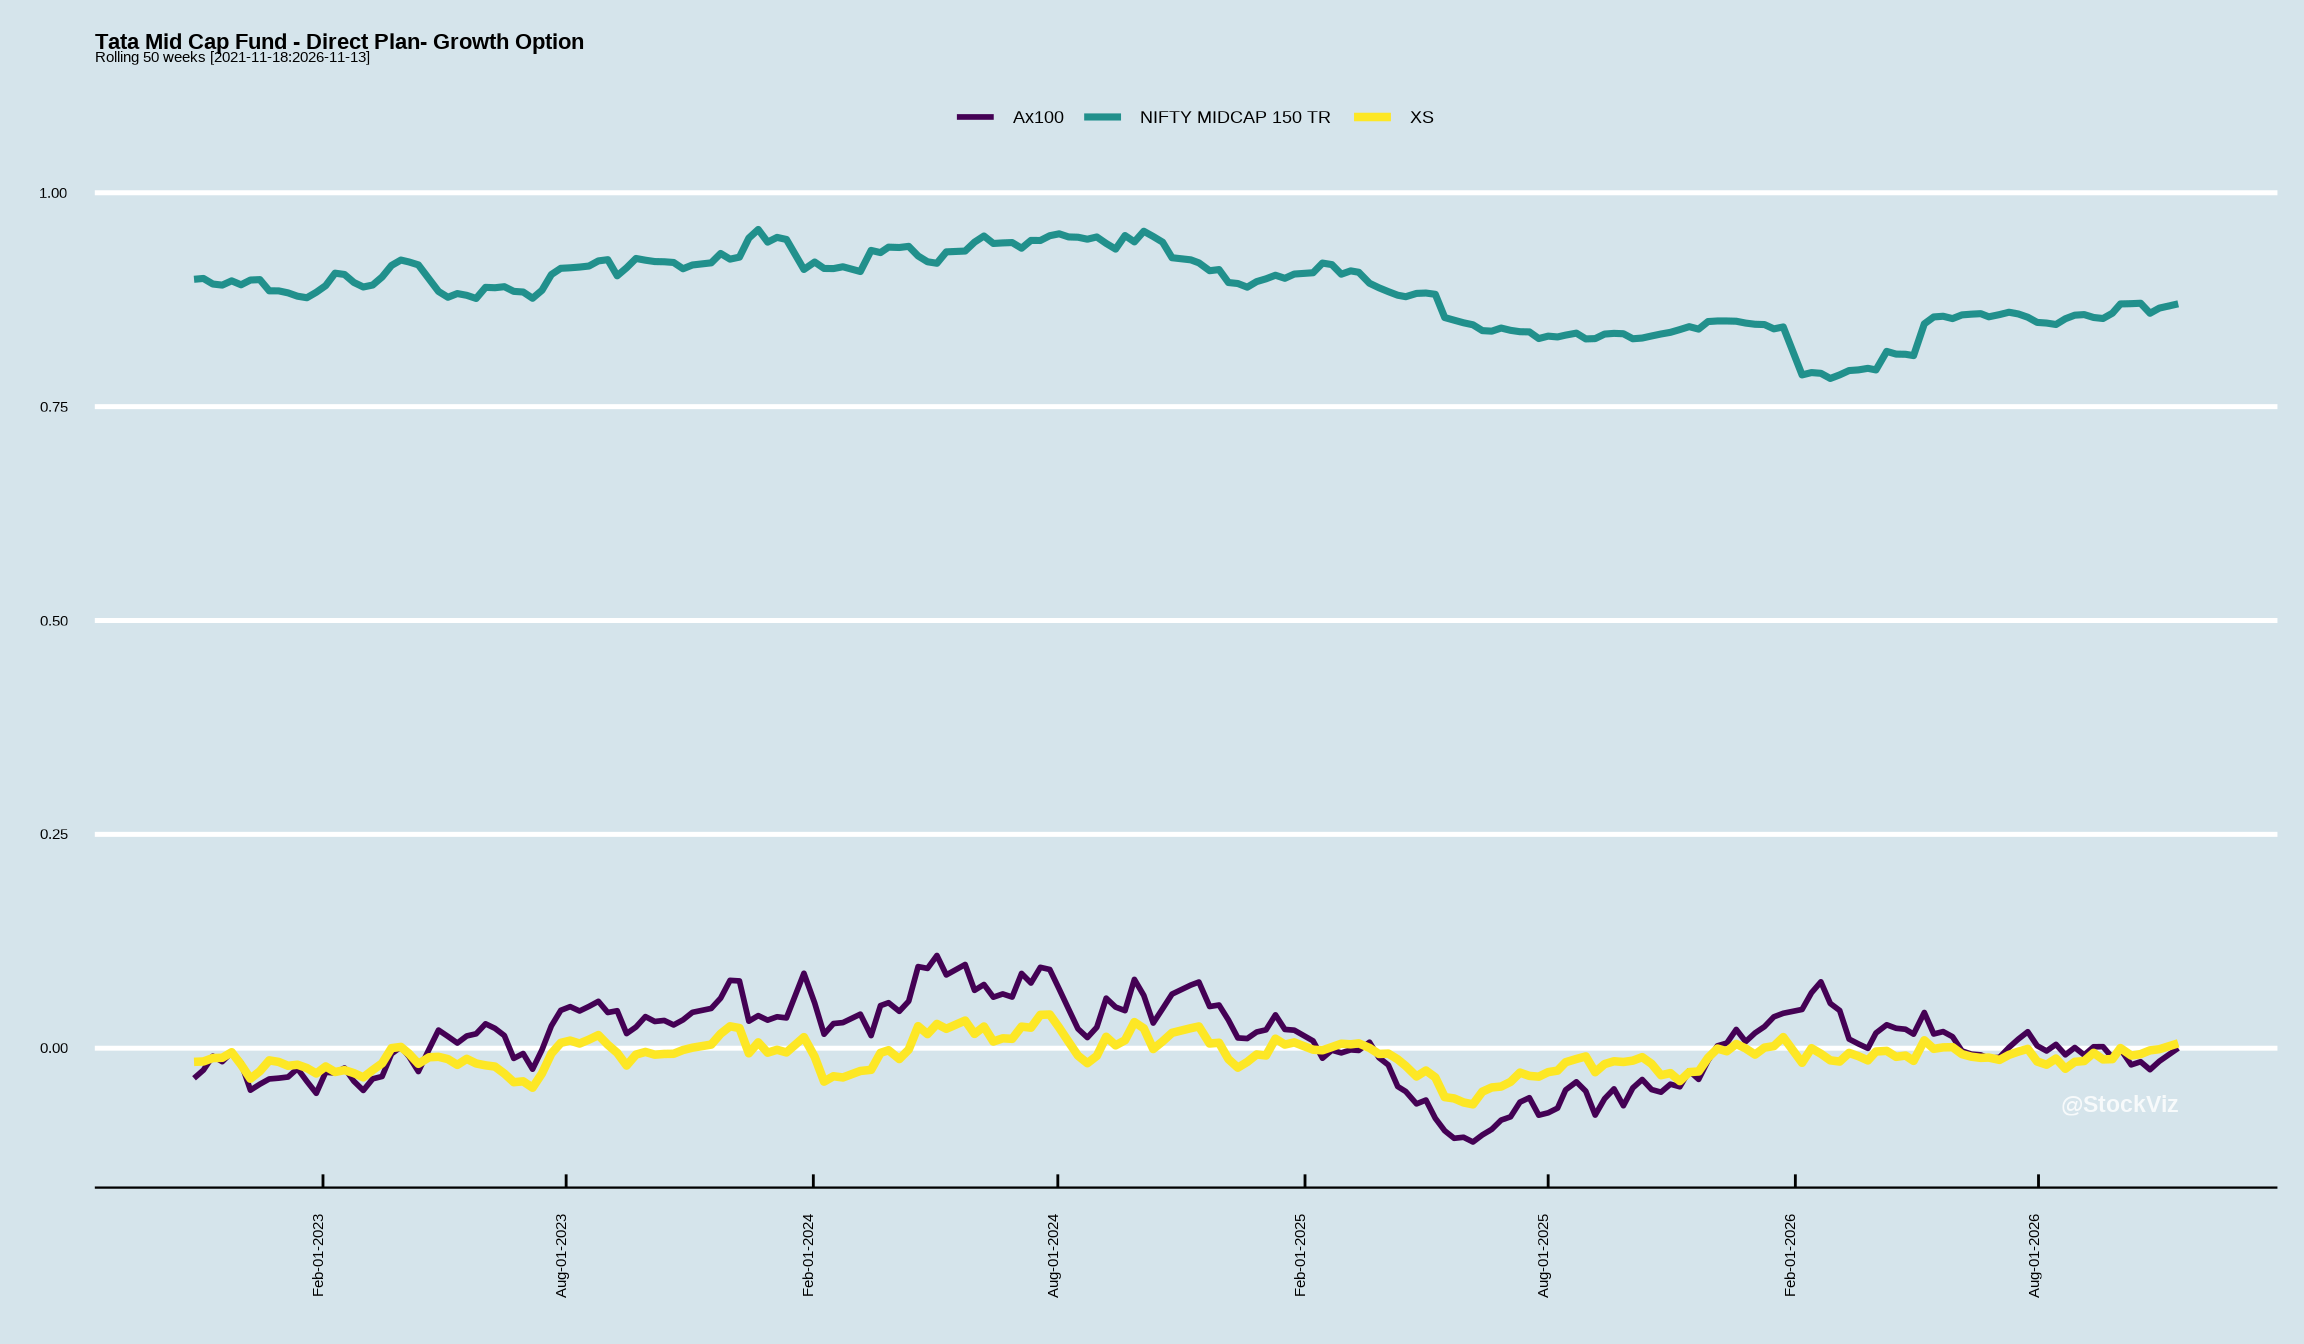 Tata Mid Cap Fund - Direct Plan- Growth Option
Rolling 50 weeks [2021-11-18:2026-11-13]
Ax100 NIFTY MIDCAP 150 TR XS
1.00
0.75
0.50
0.25
0.00
@StockViz
Feb-01-2023
Aug-01-2023
Feb-01-2024
Aug-01-2024
Feb-01-2025
Aug-01-2025
Feb-01-2026
Aug-01-2026